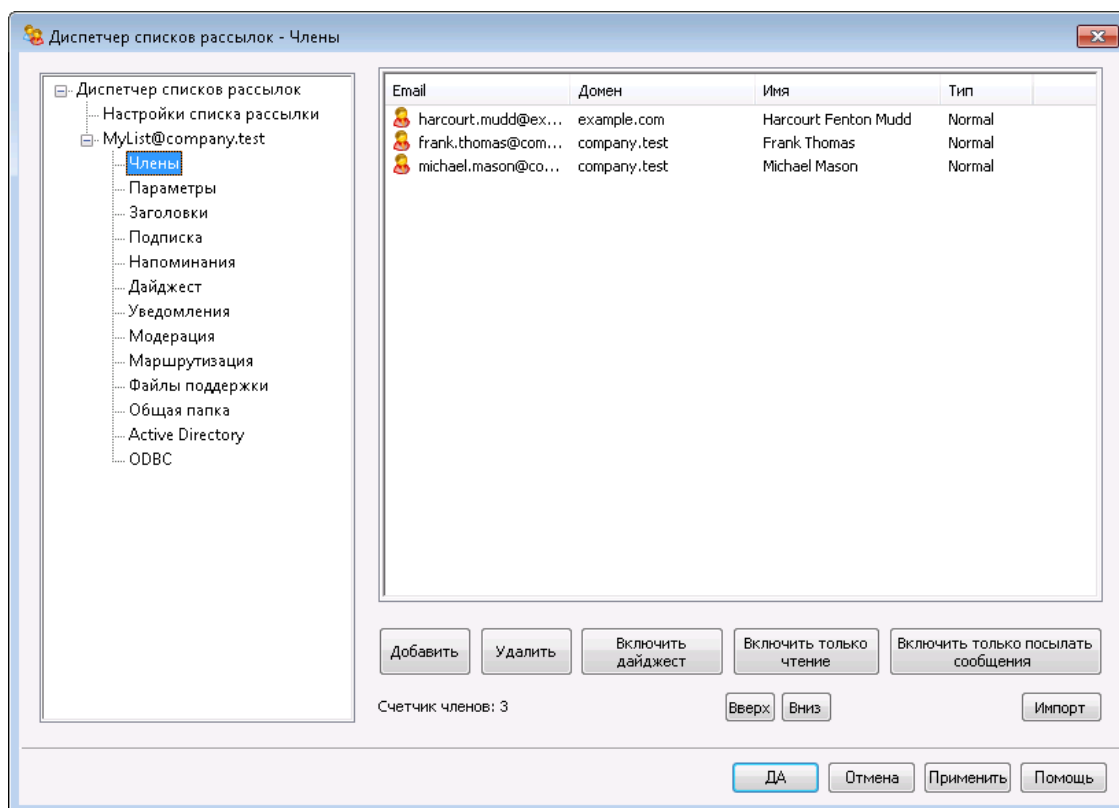 Диспетчер списков рассылок - Члены
Диспетчер списков рассылок
Настройки списка рассылки
MyList@company.test
Члены
Параметры
Заголовки
Подписка
Напоминания
Дайджест
Уведомления
Модерация
Маршрутизация
Файлы поддержки
Общая папка
Active Directory
ODBC
Email Домен Имя Тип
harcourt.mudd@ex... example.com Harcourt Fenton Mudd Normal
frank.thomas@com... company.test Frank Thomas Normal
michael.mason@co... company.test Michael Mason Normal
Добавить Удалить Включить дайджест Включить только чтение Включить только посылать сообщения
Счетчик членов: 3 Вверх Вниз Импорт
ДА Отмена Применить Помощь